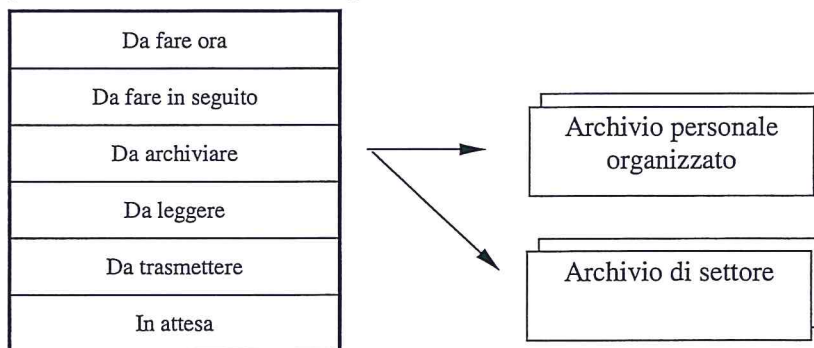 Da fare ora
Da fare in seguito
Da archiviare
Da leggere
Da trasmettere
In attesa
Archivio personale
organizzato
Archivio di settore